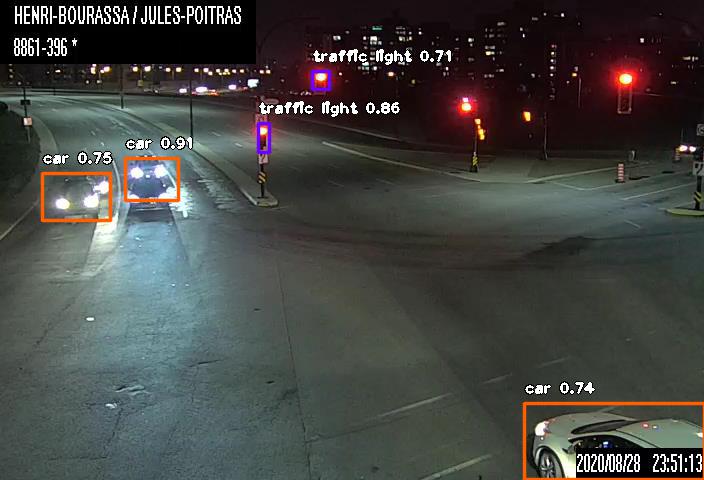 HENRI-BOURASSA / JULES-POITRAS
8861-396 *
traffic light 0.71
traffic light 0.86
car 0.91
car 0.75
car 0.74
2020/08/28 23:51:13